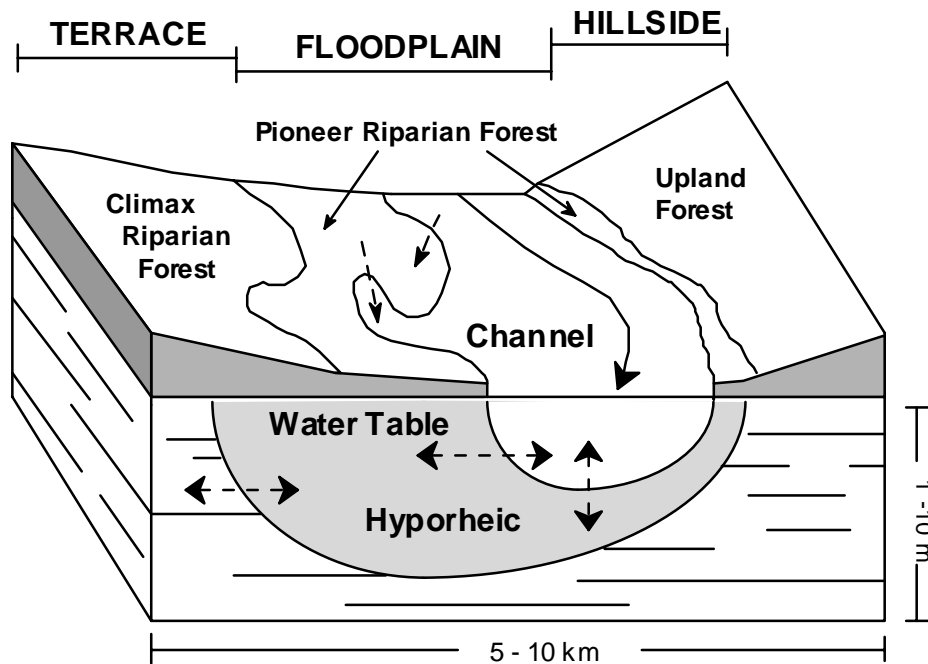 TERRACE
FLOODPLAIN
HILLSIDE
Pioneer Riparian Forest
Climax
Riparian
Forest
Upland
Forest
Channel
Water Table
Hyporheic
1 -10 m
5 - 10 km